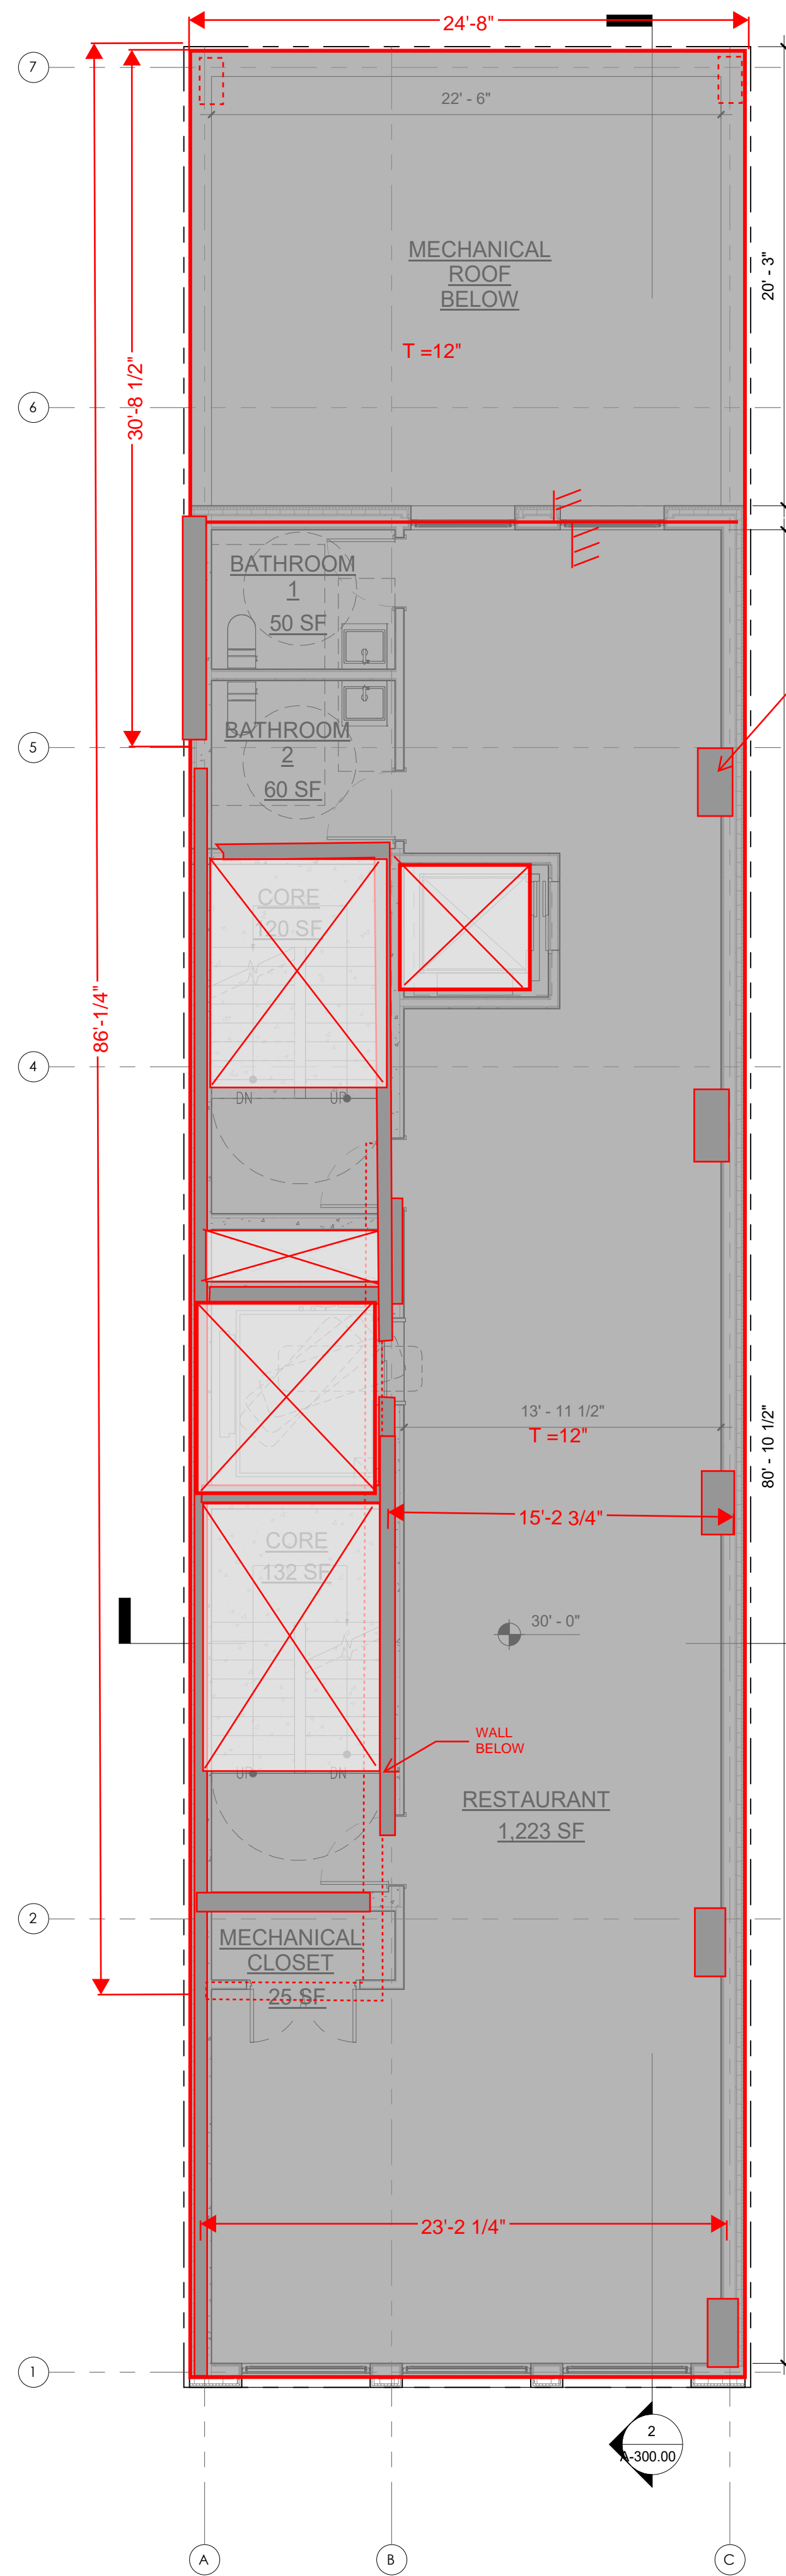 24'-8"
7
22' - 6"
MECHANICAL
ROOF
BELOW
20' - 3"
T =12"
30'-8 1/2"
6
BATHROOM
1
50 SF
BATHROOM
2
60 SF
5
CORE
120 SF
86'-1/4"
4
DN
UP
13' - 11 1/2"
T =12"
80' - 10 1/2"
15'-2 3/4"
CORE
132 SF
30' - 0"
WALL
BELOW
UP
DN
RESTAURANT
1,223 SF
2
MECHANICAL
CLOSET
25 SF
23'-2 1/4"
1
2
A-300.00
A
B
C